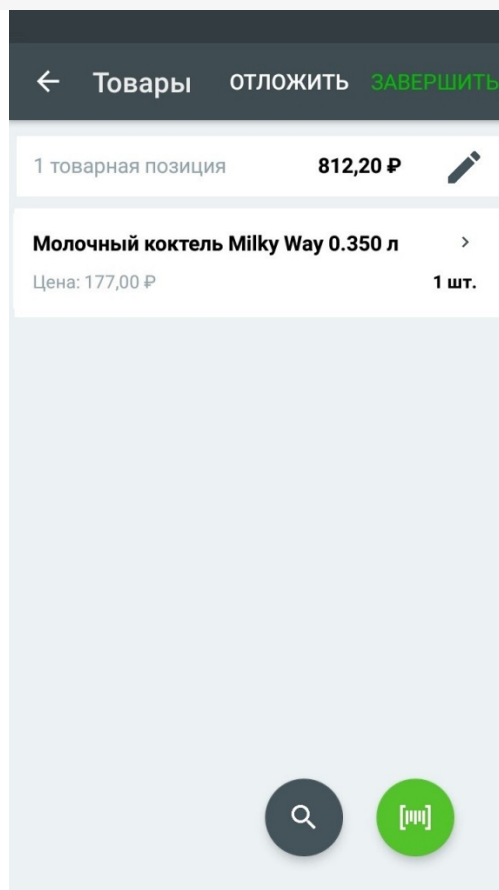 Товары ОТЛОЖИТЬ ЗАВЕРШИТЬ
1 товарная позиция 812,20 ₽
Молочный коктель Milky Way 0.350 л
Цена: 177,00 ₽ 1 шт.